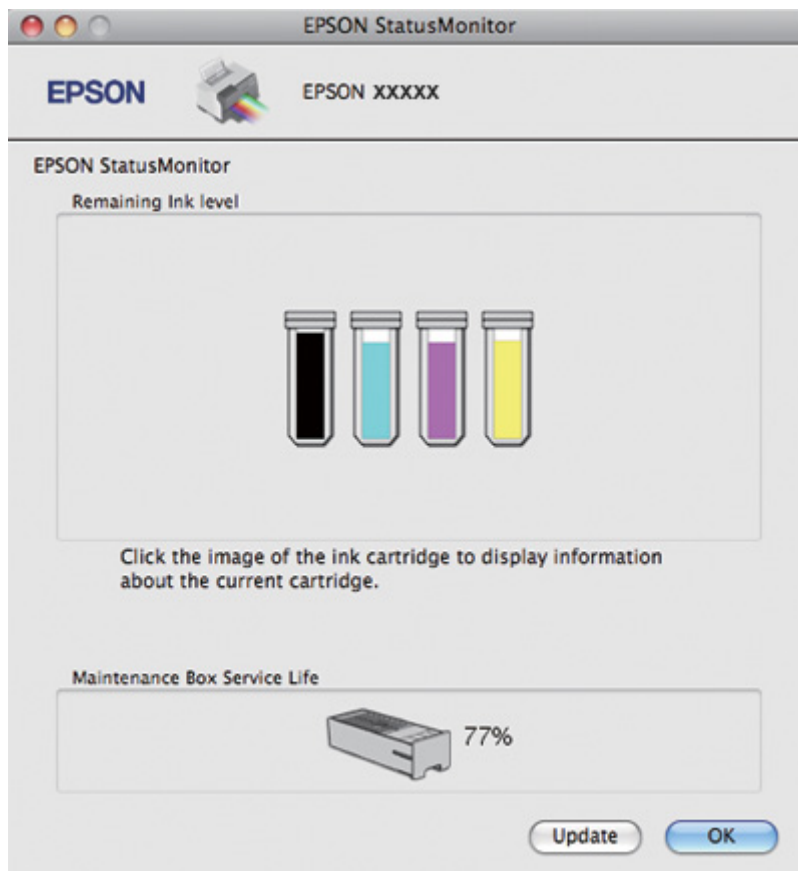 EPSON StatusMonitor
EPSON EPSON XXXXX
EPSON StatusMonitor
Remaining Ink level
Click the image of the ink cartridge to display information
about the current cartridge.
Maintenance Box Service Life
77%
Update OK